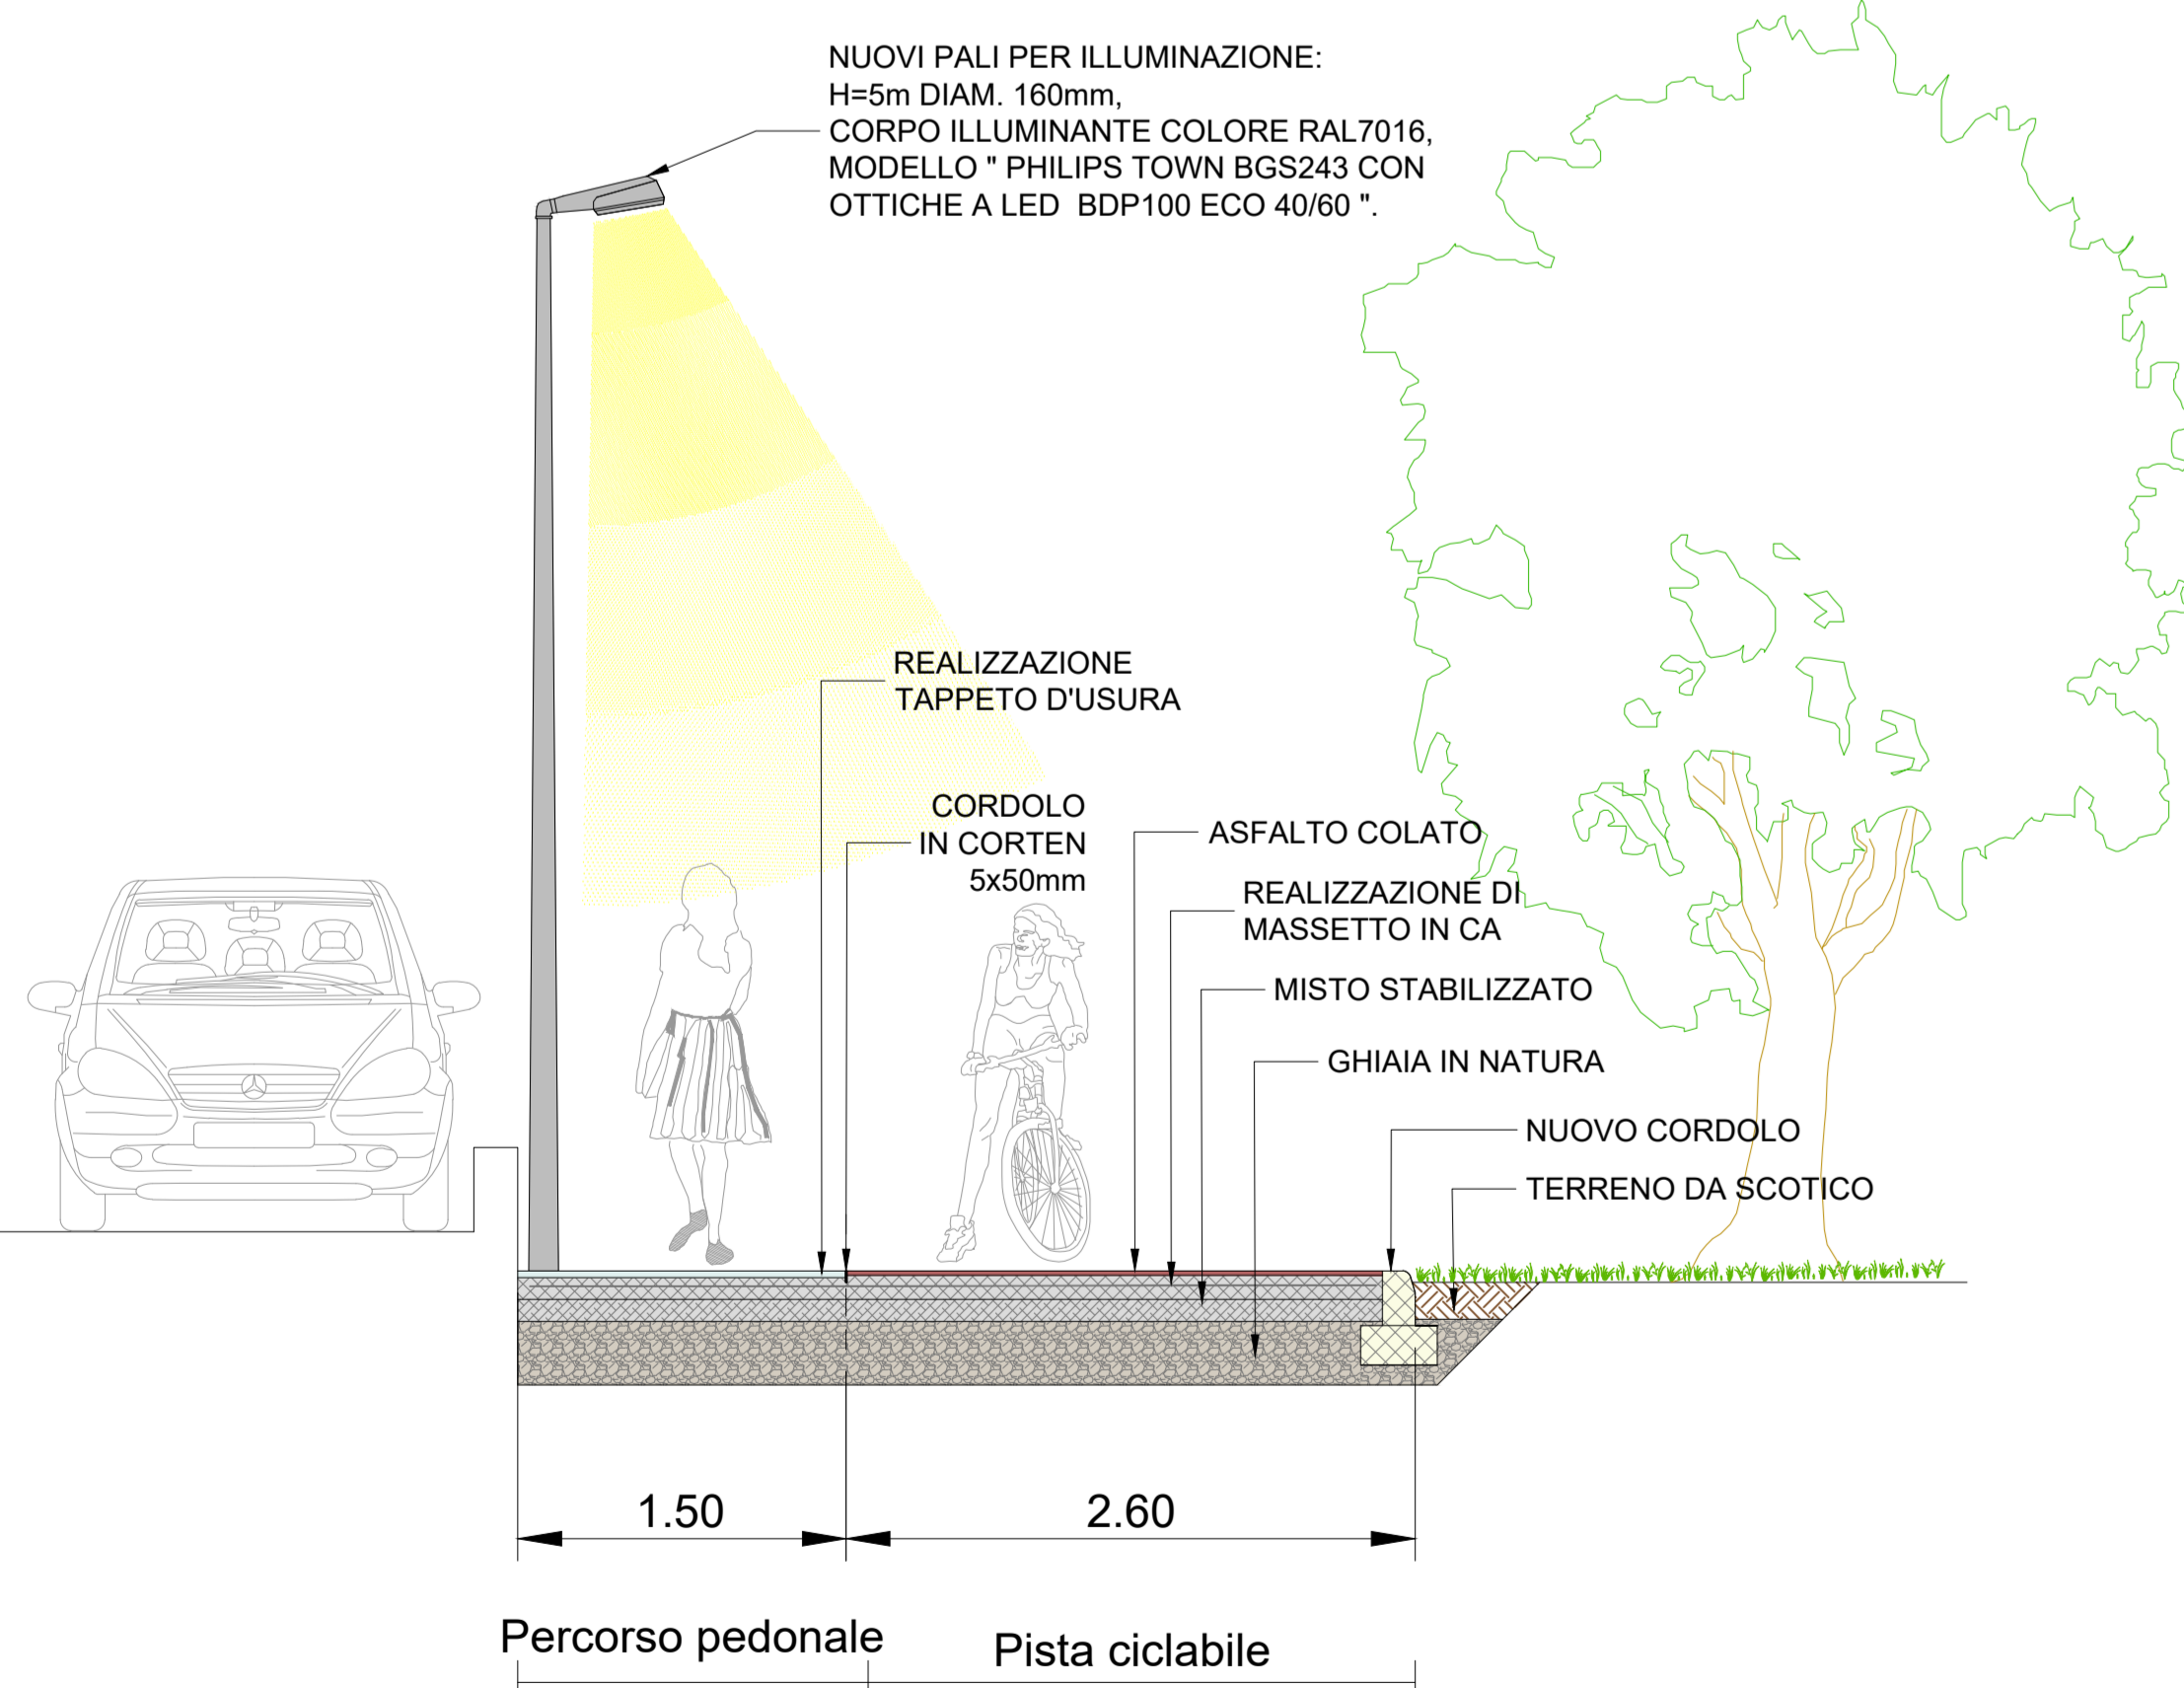 NUOVI PALI PER ILLUMINAZIONE:
H=5m DIAM. 160mm,
CORPO ILLUMINANTE COLORE RAL7016,
MODELLO " PHILIPS TOWN BGS243 CON
OTTICHE A LED  BDP100 ECO 40/60 ".
REALIZZAZIONE
TAPPETO D'USURA
CORDOLO
IN CORTEN
5x50mm
ASFALTO COLATO
REALIZZAZIONE DI
MASSETTO IN CA
MISTO STABILIZZATO
GHIAIA IN NATURA
NUOVO CORDOLO
TERRENO DA SCOTICO
1.50
2.60
Percorso pedonale
Pista ciclabile